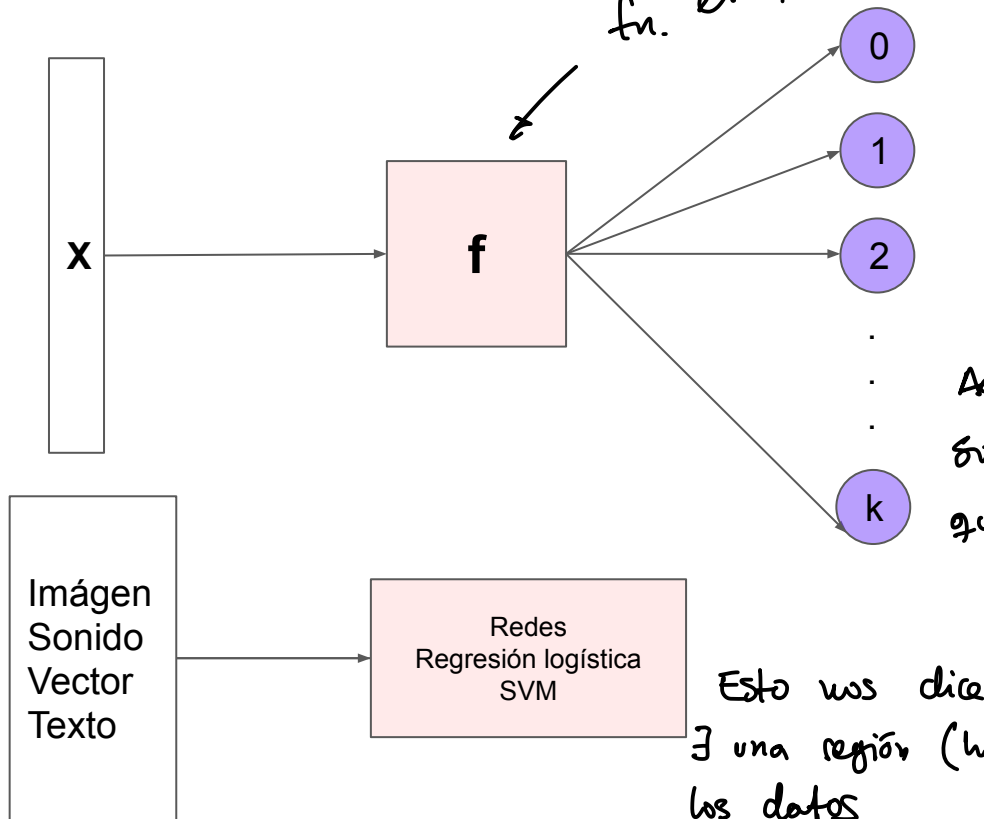 fn.
0
1
X
f
2
.
.
.
k
Imágen
Sonido
Vector
Texto
Redes
Regresión logística
SVM
Esto nos dice
∃ una región (h
los datos